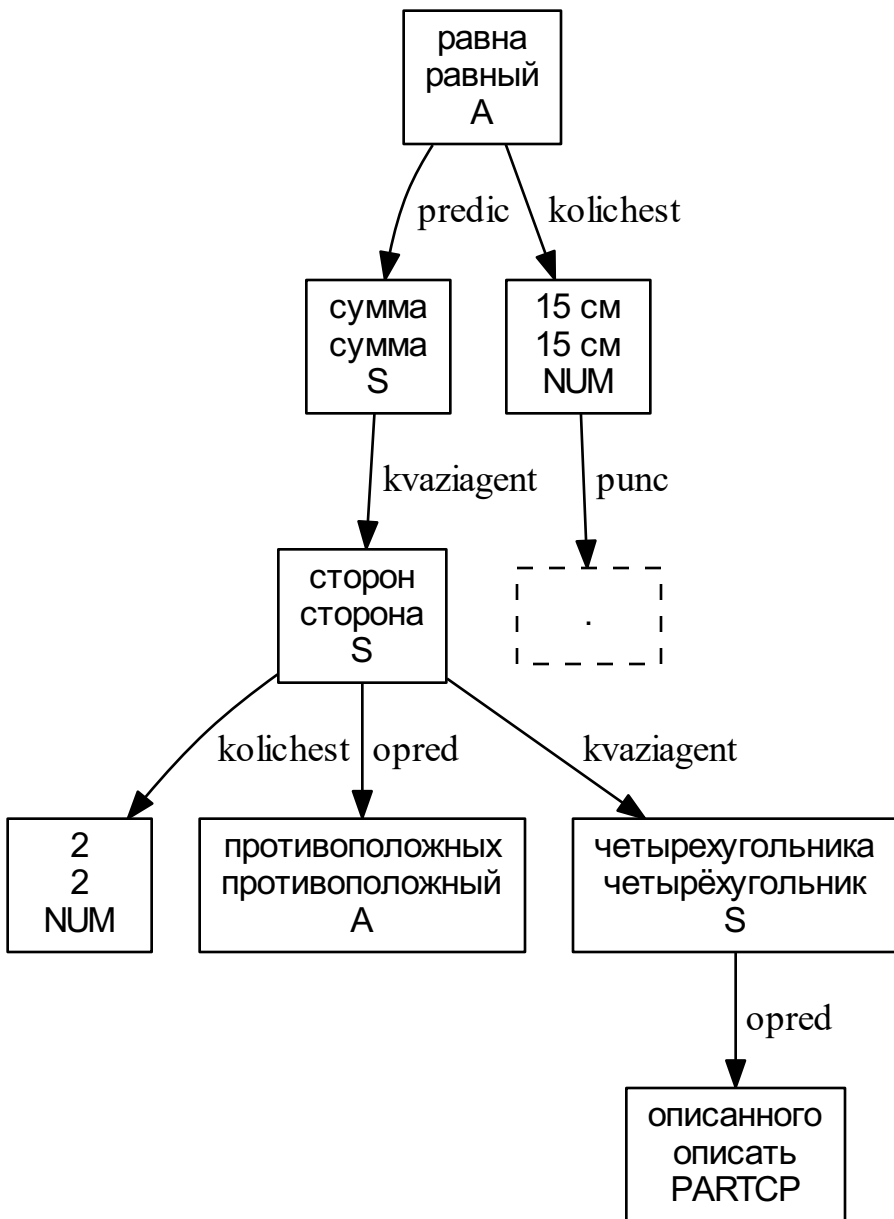 равна
равный
A
predic
kolichest
сумма
сумма
S
15 см
15 см
NUM
kvaziagent
punc
сторон
сторона
S
.
kolichest
opred
kvaziagent
2
2
NUM
противоположных
противоположный
A
четырехугольника
четырёхугольник
S
opred
описанного
описать
PARTCP